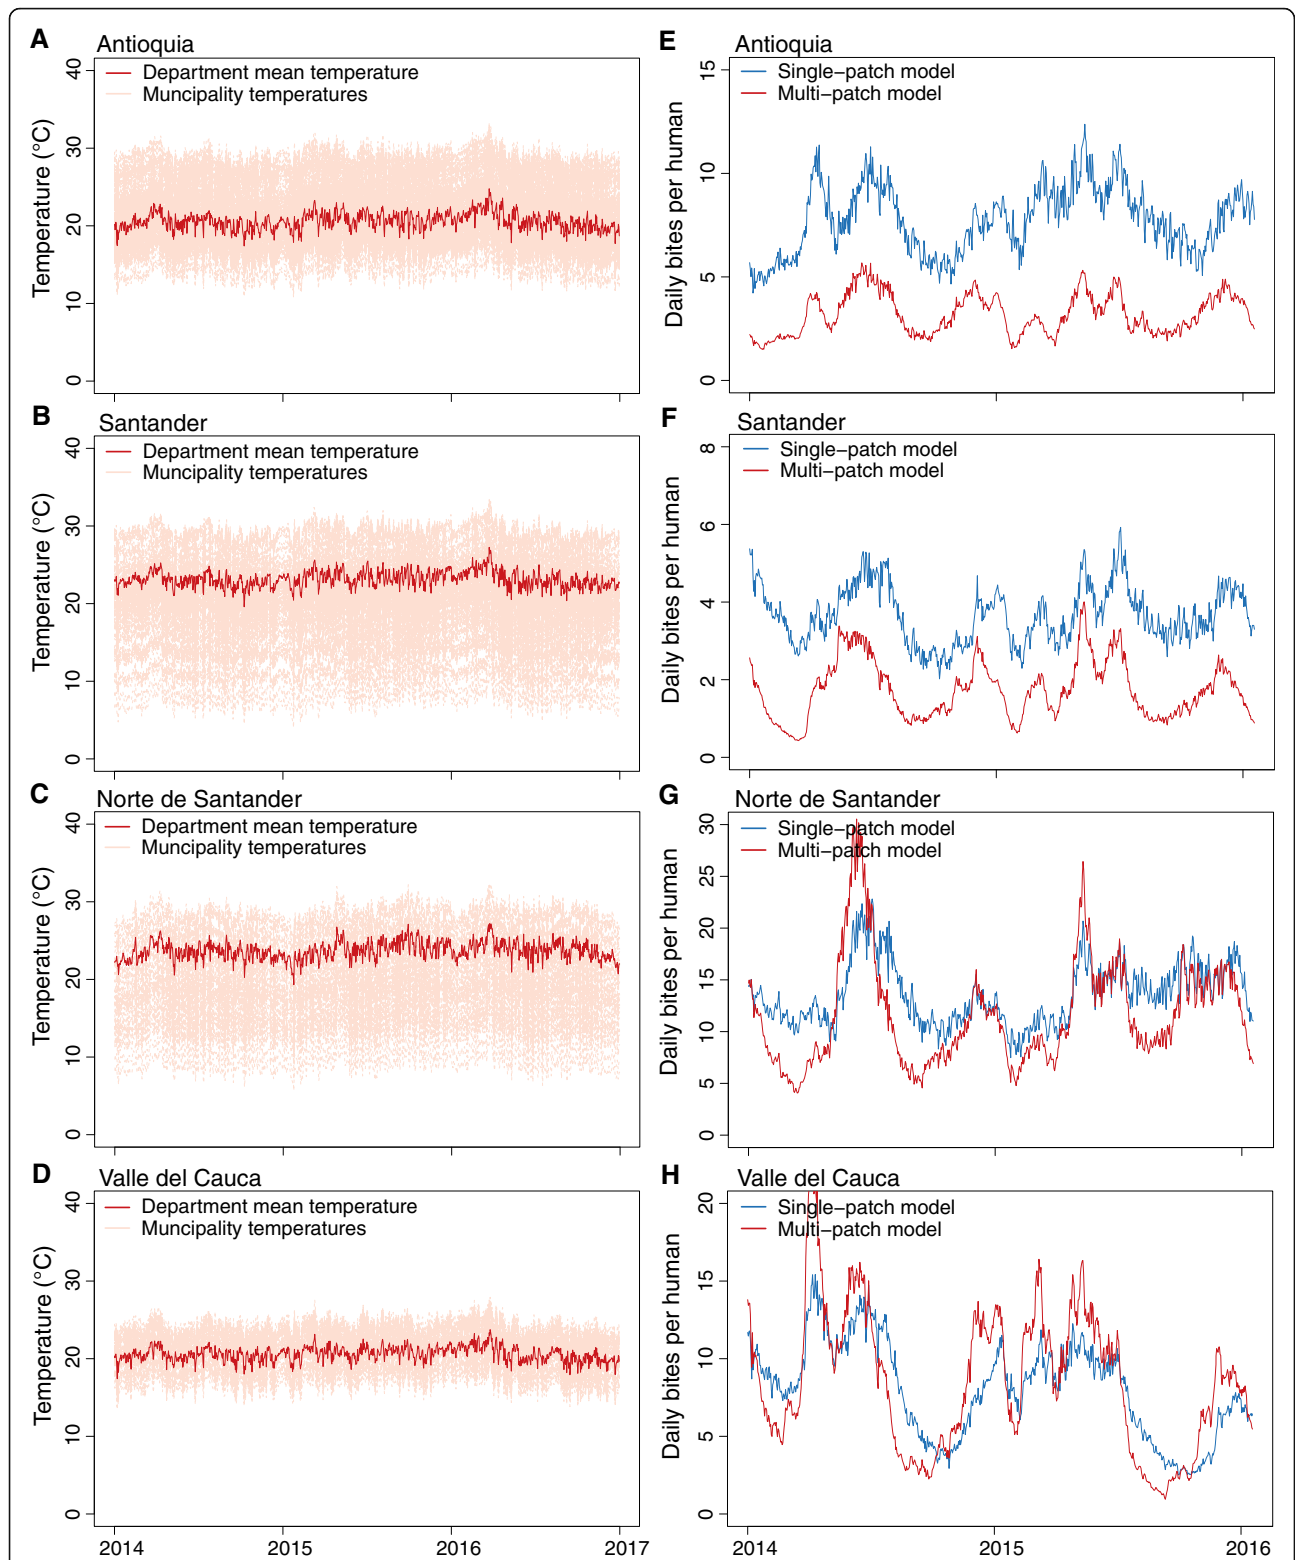 A
Antioquia
Department mean temperature
Muncipality temperatures
Temperature (°C)
40
30
20
10
0
E
Antioquia
Single−patch model
Multi−patch model
Daily bites per human
15
10
5
0
B
Santander
Department mean temperature
Muncipality temperatures
Temperature (°C)
40
30
20
10
0
F
Santander
Single−patch model
Multi−patch model
Daily bites per human
8
6
4
2
0
C
Norte de Santander
Department mean temperature
Muncipality temperatures
Temperature (°C)
40
30
20
10
0
G
Norte de Santander
Single−patch model
Multi−patch model
Daily bites per human
30
25
20
15
10
5
0
D
Valle del Cauca
Department mean temperature
Muncipality temperatures
Temperature (°C)
40
30
20
10
0
2014 2015 2016 2017
H
Valle del Cauca
Single−patch model
Multi−patch model
Daily bites per human
20
15
10
5
0
2014 2015 2016